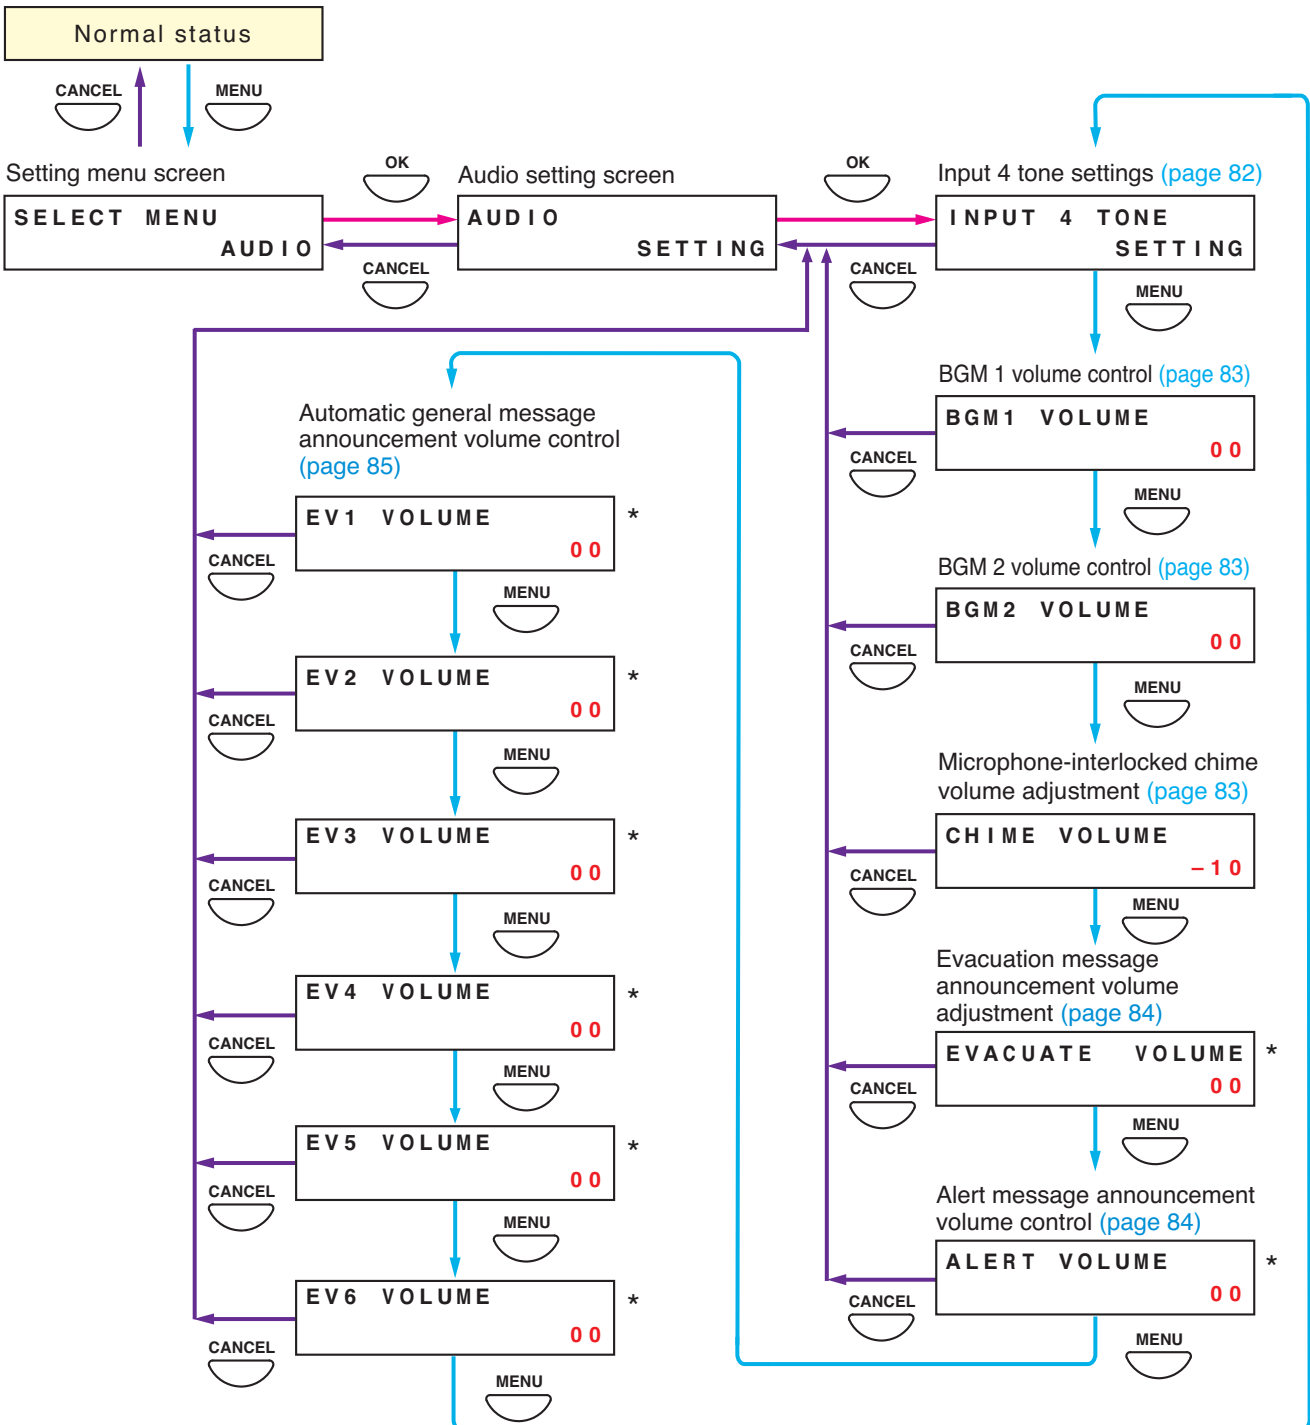 Normal status
CANCEL
MENU
Setting menu screen
SELECT MENU
AUDIO
OK
CANCEL
Audio setting screen
AUDIO
SETTING
OK
CANCEL
Input 4 tone settings (page 82)
INPUT 4 TONE
SETTING
MENU
BGM 1 volume control (page 83)
BGM1 VOLUME
00
CANCEL
MENU
BGM 2 volume control (page 83)
BGM2 VOLUME
00
CANCEL
MENU
Microphone-interlocked chime
volume adjustment (page 83)
CHIME VOLUME
–10
CANCEL
MENU
Evacuation message
announcement volume
adjustment (page 84)
EVACUATE VOLUME *
00
CANCEL
MENU
Alert message announcement
volume control (page 84)
ALERT VOLUME *
00
CANCEL
MENU
Automatic general message
announcement volume control
(page 85)
EV1 VOLUME *
00
CANCEL
MENU
EV2 VOLUME *
00
CANCEL
MENU
EV3 VOLUME *
00
CANCEL
MENU
EV4 VOLUME *
00
CANCEL
MENU
EV5 VOLUME *
00
CANCEL
MENU
EV6 VOLUME *
00
CANCEL
MENU